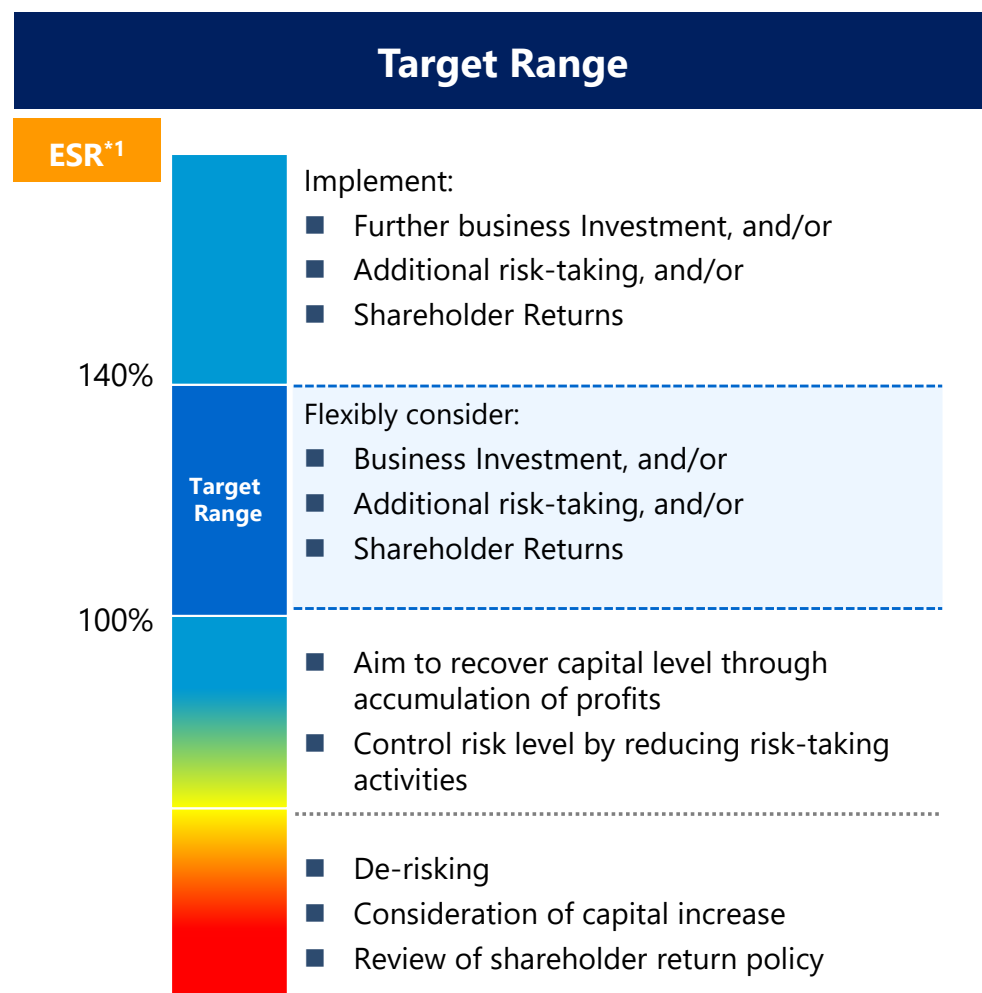 Target Range
ESR*1
Implement:
■ Further business Investment, and/or
■ Additional risk-taking, and/or
■ Shareholder Returns
140%
Flexibly consider:
■ Business Investment, and/or
■ Additional risk-taking, and/or
■ Shareholder Returns
Target
Range
100%
■ Aim to recover capital level through
accumulation of profits
■ Control risk level by reducing risk-taking
activities
■ De-risking
■ Consideration of capital increase
■ Review of shareholder return policy